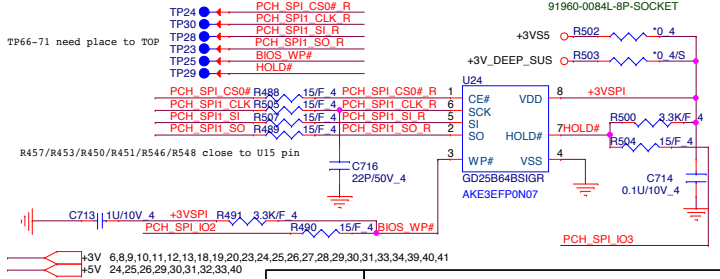 91960-0084L-8P-SOCKET
TP24 PCH_SPI_CS0#_R
TP30 PCH_SPI1_CLK_R
TP28 PCH_SPI1_SI_R
TP23 PCH_SPI1_SO_R
TP25 BIOS_WP#
TP29 HOLD#
TP66-71 need place to TOP
+3VS5 R502 *0_4
+3V_DEEP_SUS R503 *0_4/S
U24
PCH_SPI_CS0# R488 15/F_4 PCH_SPI_CS0#_R 1 CE# VDD 8 +3VSPI
PCH_SPI1_CLK R505 15/F_4 PCH_SPI1_CLK_R 6 SCK
PCH_SPI1_SI R507 15/F_4 PCH_SPI1_SI_R 5 SI R500 3.3K/F_4
PCH_SPI1_SO R489 15/F_4 PCH_SPI1_SO_R 2 SO HOLD# 7 HOLD#
R504 15/F_4
R457/R453/R450/R451/R546/R548 close to U15 pin
3 WP# VSS 4
C716
22P/50V_4
GD25B64BSIGR
AKE3EFP0N07
C714
0.1U/10V_4
C713 1U/10V_4 +3VSPI R491 3.3K/F_4
PCH_SPI_IO2 R490 15/F_4 BIOS_WP#
PCH_SPI_IO3
+3V 6,8,9,10,11,12,13,18,19,20,23,24,25,26,27,28,29,30,31,33,34,39,40,41
+5V 24,25,26,29,30,31,32,33,40